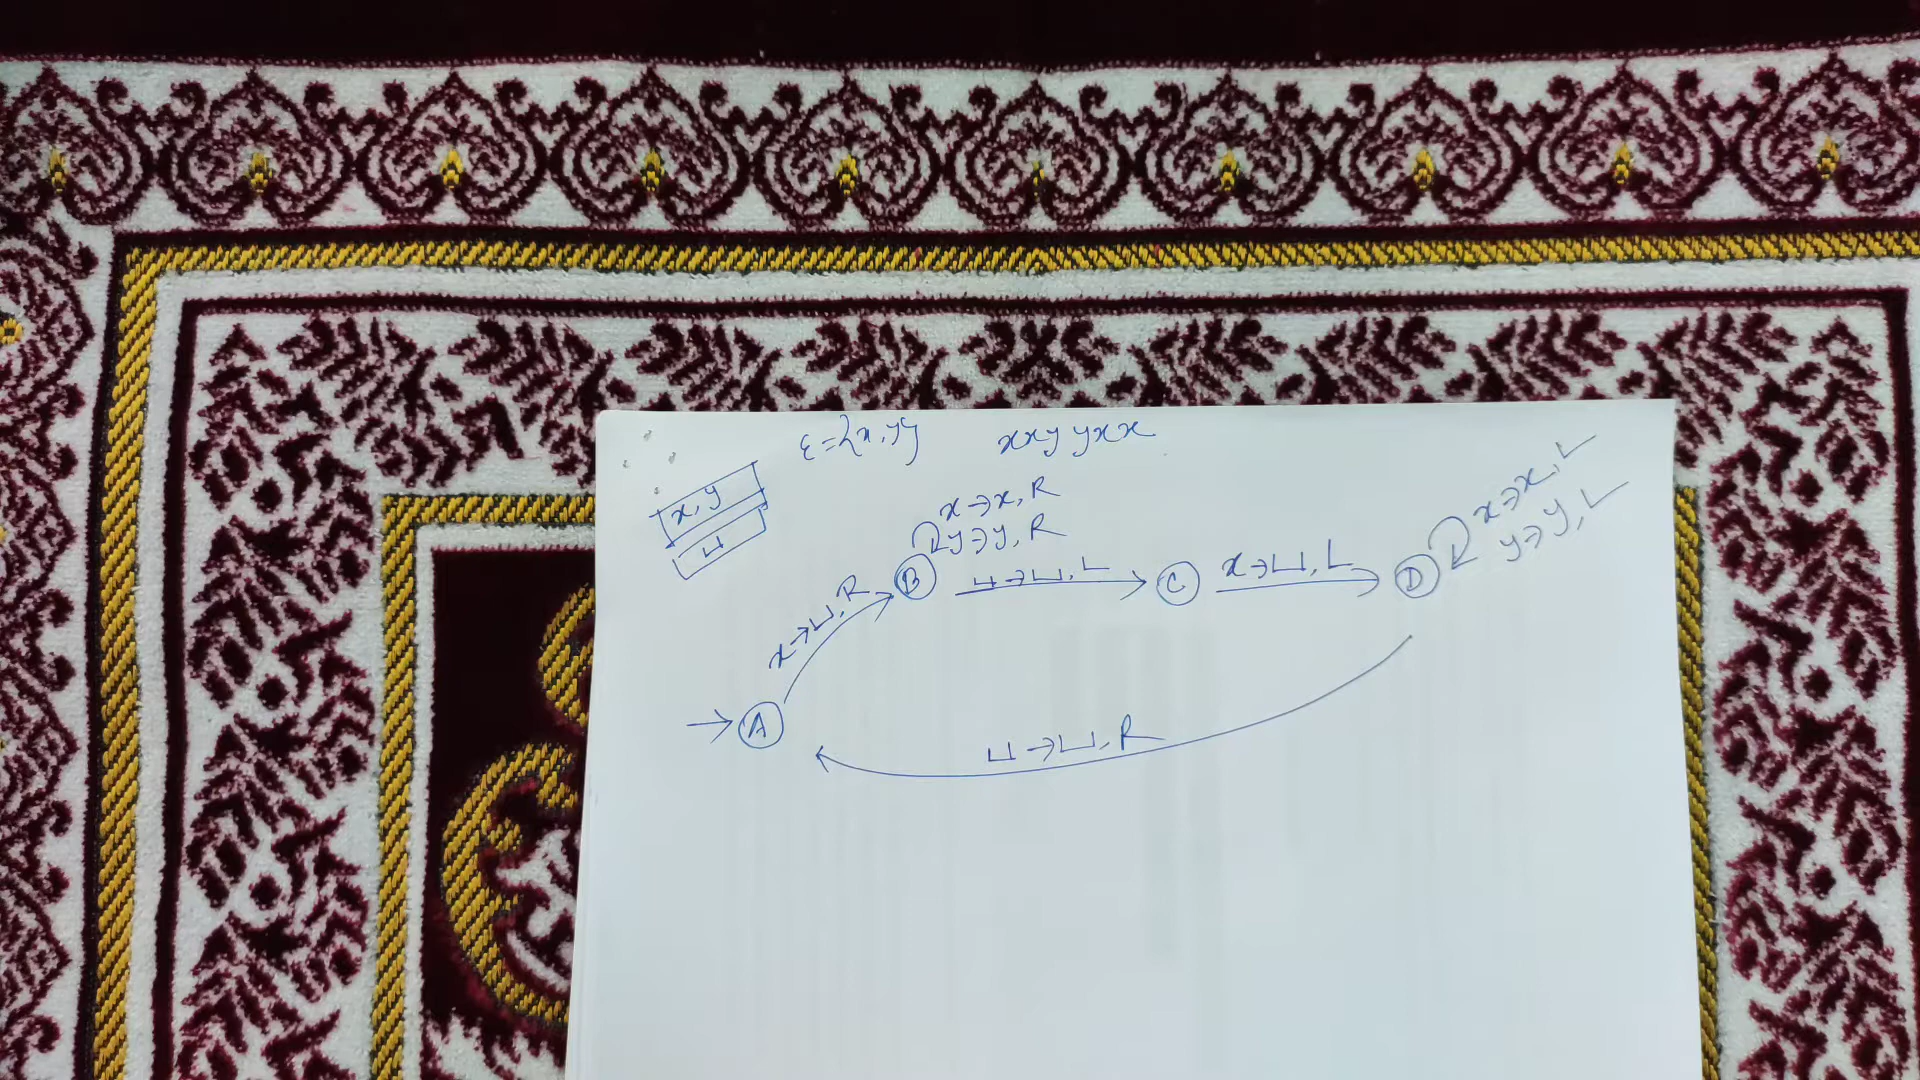 ε={x,y}
xxyyxx
x,y
⊔
x→x,R
y→y,R
x→x,L
y→y,L
x→⊔,R
B
⊔→⊔,L
C
x→⊔,L
D
→A
⊔→⊔,R